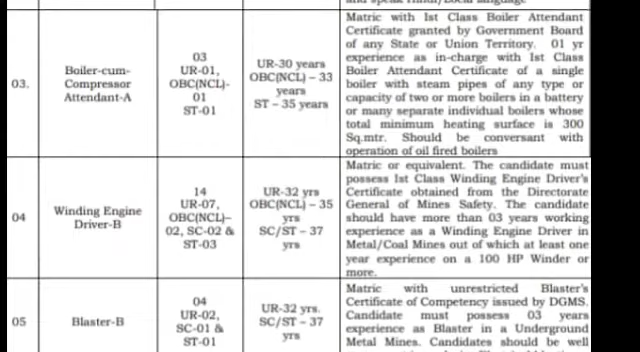 and speak Hindi/Local language
03.
Boiler-cum-
Compressor
Attendant-A
03
UR-01,
OBC(NCL)-
01
ST-01
UR-30 years
OBC(NCL) – 33
years
ST – 35 years
Matric with Ist Class Boiler Attendant
Certificate granted by Government Board
of any State or Union Territory. 01 yr
experience as in-charge with Ist Class
Boiler Attendant Certificate of a single
boiler with steam pipes of any type or
capacity of two or more boilers in a battery
or many separate individual boilers whose
total minimum heating surface is 300
Sq.mtr. Should be conversant with
operation of oil fired boilers
04
Winding Engine
Driver-B
14
UR-07,
OBC(NCL)–
02, SC-02 &
ST-03
UR-32 yrs
OBC(NCL) – 35
yrs
SC/ST – 37
yrs
Matric or equivalent. The candidate must
possess Ist Class Winding Engine Driver's
Certificate obtained from the Directorate
General of Mines Safety. The candidate
should have more than 03 years working
experience as a Winding Engine Driver in
Metal/Coal Mines out of which at least one
year experience on a 100 HP Winder or
more.
05
Blaster-B
04
UR-02,
SC-01 &
ST-01
UR-32 yrs.
SC/ST – 37
yrs
Matric with unrestricted Blaster's
Certificate of Competency issued by DGMS.
Candidate must possess 03 years
experience as Blaster in a Underground
Metal Mines. Candidates should be well